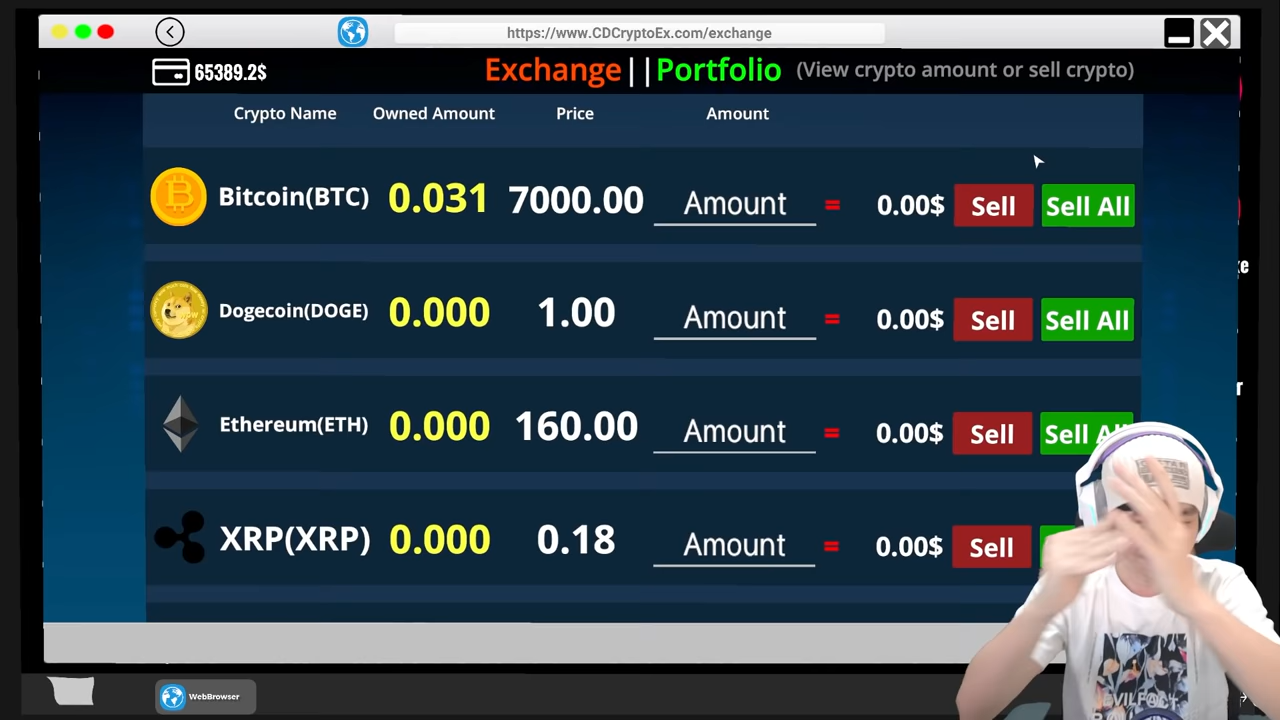 https://www.CDCryptoEx.com/exchange
65389.2$
Exchange||Portfolio (View crypto amount or sell crypto)
Crypto Name Owned Amount Price Amount
Bitcoin(BTC) 0.031 7000.00 Amount = 0.00$ Sell Sell All
Dogecoin(DOGE) 0.000 1.00 Amount = 0.00$ Sell Sell All
Ethereum(ETH) 0.000 160.00 Amount = 0.00$ Sell Sell All
XRP(XRP) 0.000 0.18 Amount = 0.00$ Sell
WebBrowser